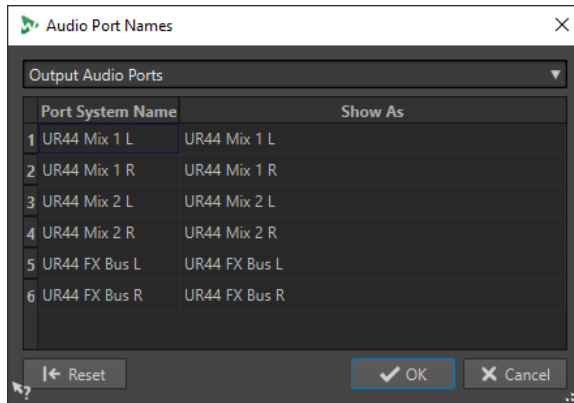 Audio Port Names
Output Audio Ports
Port System Name Show As
1 UR44 Mix 1 L UR44 Mix 1 L
2 UR44 Mix 1 R UR44 Mix 1 R
3 UR44 Mix 2 L UR44 Mix 2 L
4 UR44 Mix 2 R UR44 Mix 2 R
5 UR44 FX Bus L UR44 FX Bus L
6 UR44 FX Bus R UR44 FX Bus R
Reset OK Cancel
?